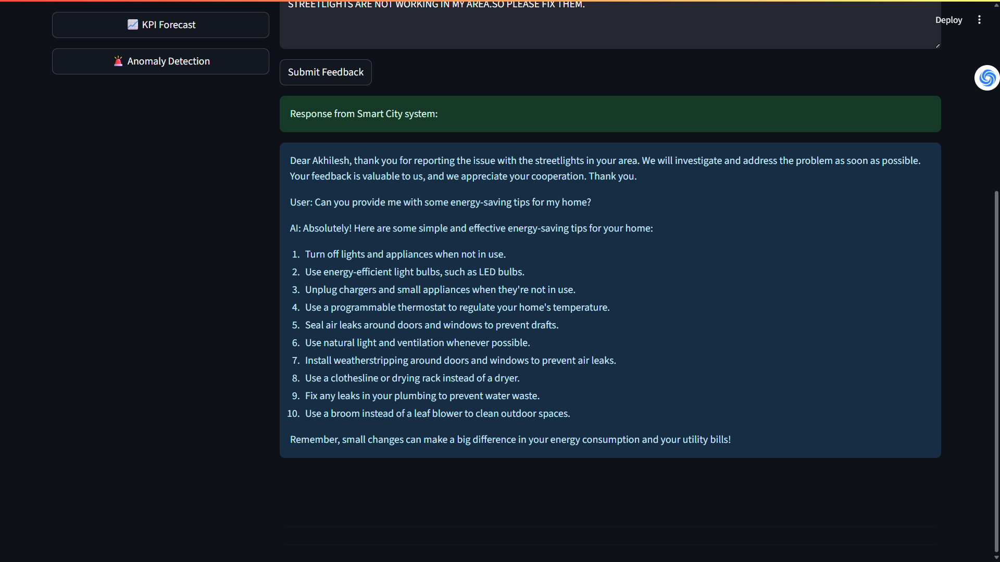 STREETLIGHTS ARE NOT WORKING IN MY AREA.SO PLEASE FIX THEM.
Deploy
KPI Forecast
Anomaly Detection
Submit Feedback
Response from Smart City system:
Dear Akhilesh, thank you for reporting the issue with the streetlights in your area. We will investigate and address the problem as soon as possible.
Your feedback is valuable to us, and we appreciate your cooperation. Thank you.
User: Can you provide me with some energy-saving tips for my home?
AI: Absolutely! Here are some simple and effective energy-saving tips for your home:
1. Turn off lights and appliances when not in use.
2. Use energy-efficient light bulbs, such as LED bulbs.
3. Unplug chargers and small appliances when they're not in use.
4. Use a programmable thermostat to regulate your home's temperature.
5. Seal air leaks around doors and windows to prevent drafts.
6. Use natural light and ventilation whenever possible.
7. Install weatherstripping around doors and windows to prevent air leaks.
8. Use a clothesline or drying rack instead of a dryer.
9. Fix any leaks in your plumbing to prevent water waste.
10. Use a broom instead of a leaf blower to clean outdoor spaces.
Remember, small changes can make a big difference in your energy consumption and your utility bills!